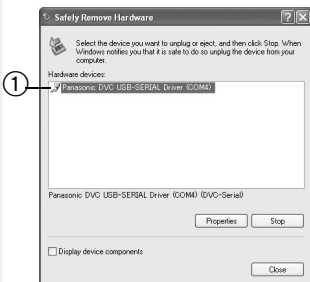 Safely Remove Hardware
Select the device you want to unplug or eject, and then click Stop. When
Windows notifies you that it is safe to do so unplug the device from your
computer.
Hardware devices:
1
Panasonic DVC USB-SERIAL Driver (COM4)
Panasonic DVC USB-SERIAL Driver (COM4) (DVC-Serial)
Properties
Stop
Display device components
Close